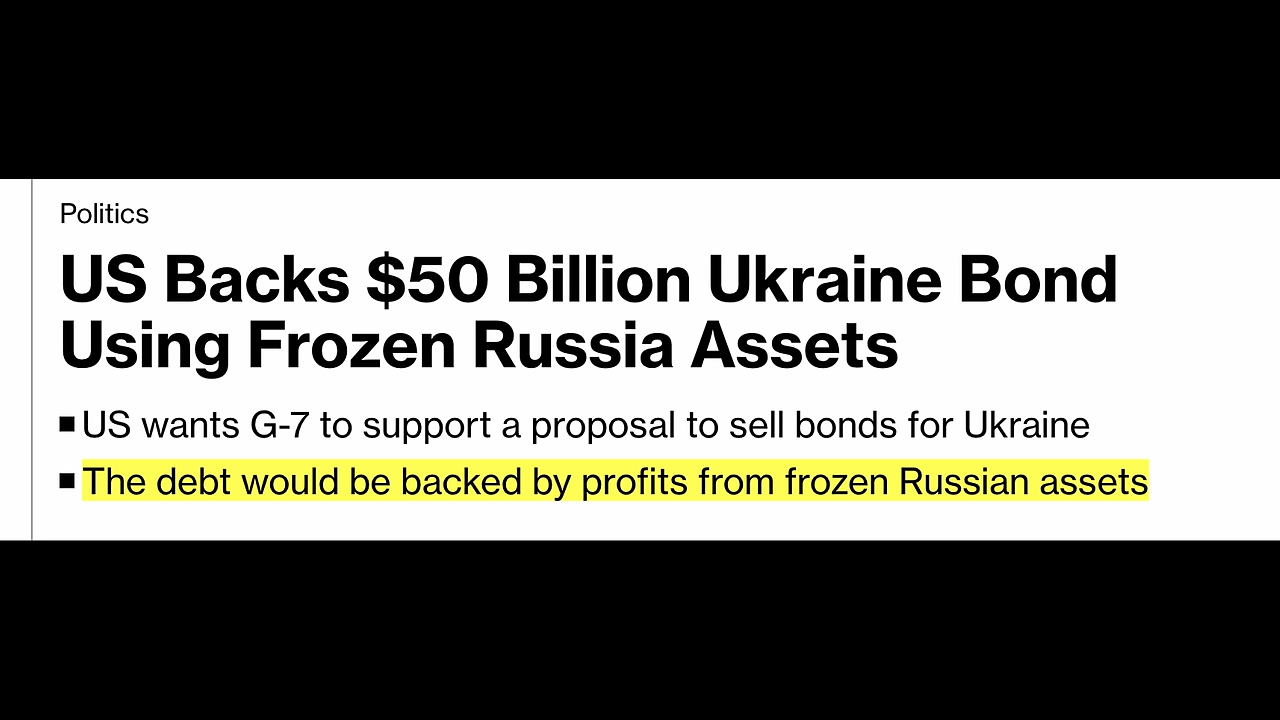 Politics
US Backs $50 Billion Ukraine Bond
Using Frozen Russia Assets
■ US wants G-7 to support a proposal to sell bonds for Ukraine
■ The debt would be backed by profits from frozen Russian assets